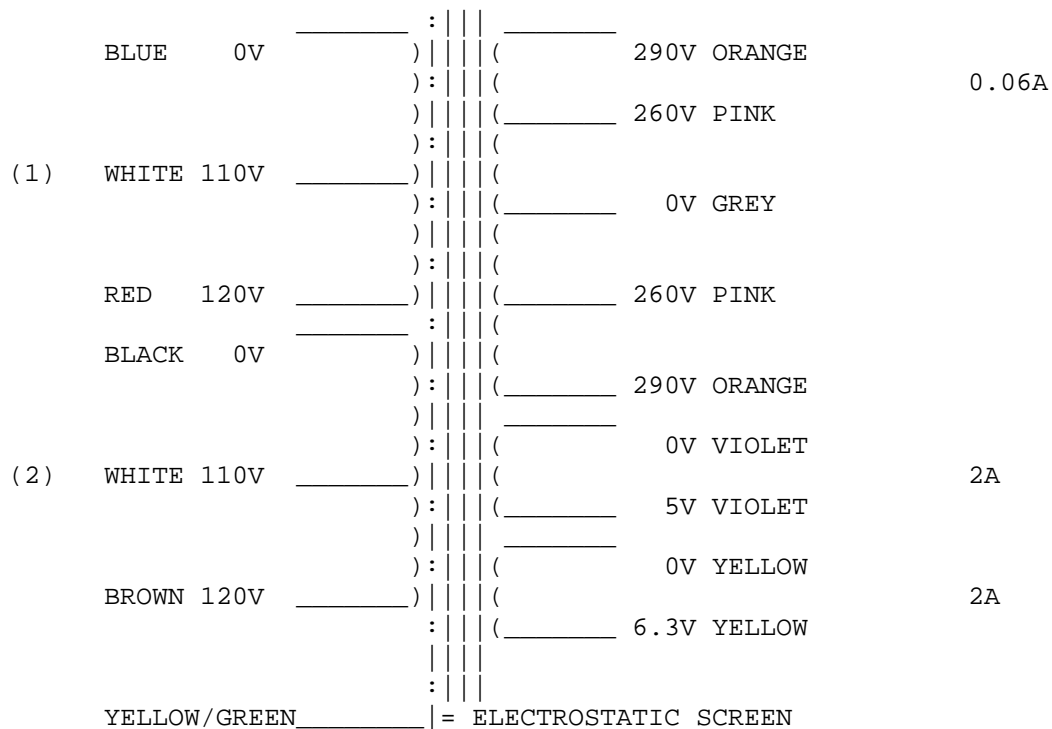 BLUE 0V 290V ORANGE
0.06A
260V PINK
(1) WHITE 110V
0V GREY
RED 120V 260V PINK
BLACK 0V
290V ORANGE
0V VIOLET
(2) WHITE 110V 2A
5V VIOLET
0V YELLOW
BROWN 120V 2A
6.3V YELLOW
YELLOW/GREEN = ELECTROSTATIC SCREEN